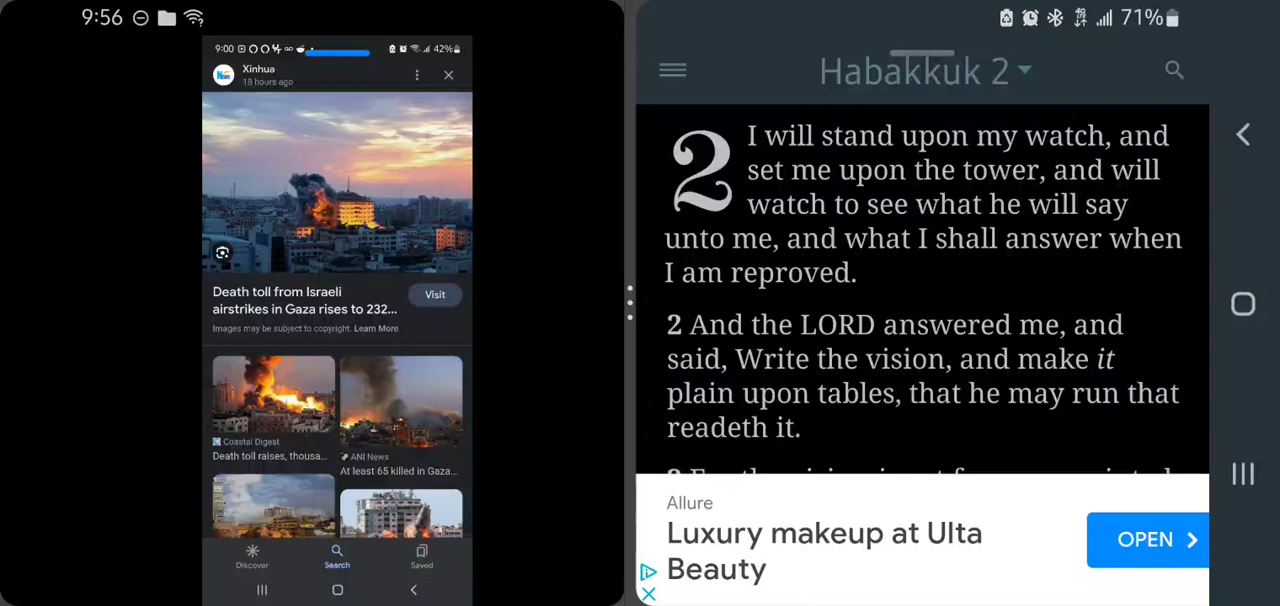 9:56
9:00
42%
Xinhua
18 hours ago
Death toll from Israeli
airstrikes in Gaza rises to 232...
Visit
Images may be subject to copyright. Learn More
Coastal Digest
Death toll raises, thousa...
ANI News
At least 65 killed in Gaza...
Discover
Search
Saved
71%
Habakkuk 2
2 I will stand upon my watch, and
set me upon the tower, and will
watch to see what he will say
unto me, and what I shall answer when
I am reproved.
2 And the LORD answered me, and
said, Write the vision, and make it
plain upon tables, that he may run that
readeth it.
Allure
Luxury makeup at Ulta
Beauty
OPEN